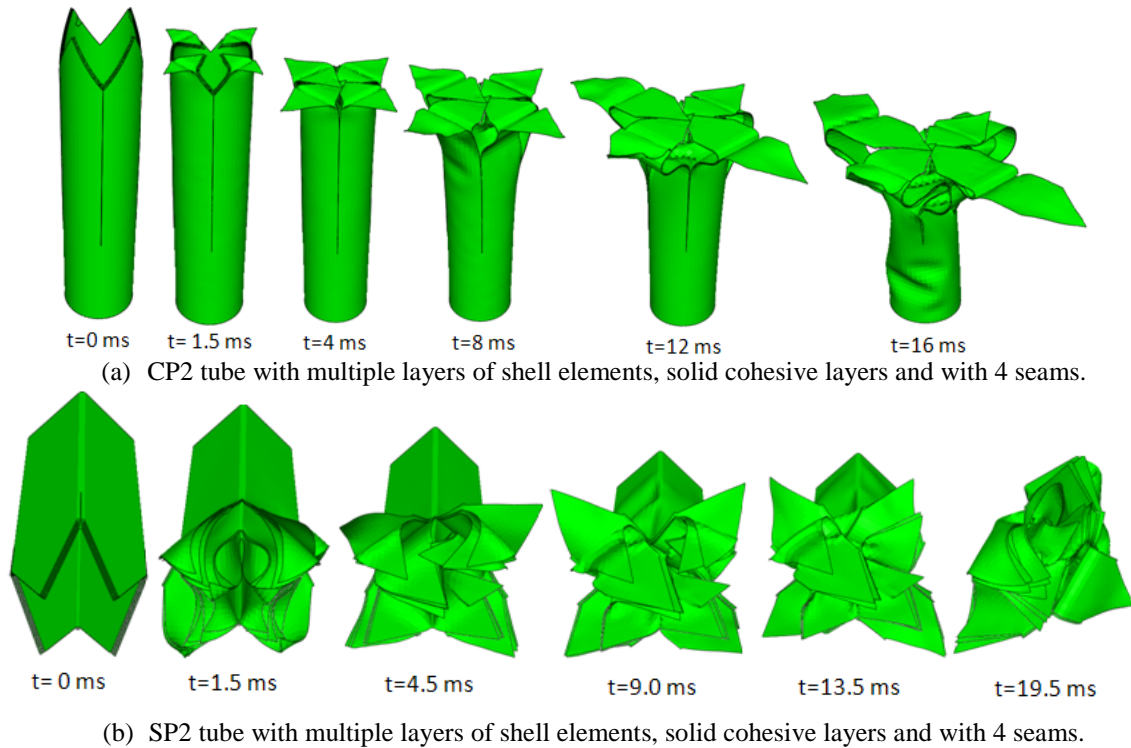 t=0 ms t= 1.5 ms t=4 ms t=8 ms t=12 ms t=16 ms
(a) CP2 tube with multiple layers of shell elements, solid cohesive layers and with 4 seams.
t= 0 ms t=1.5 ms t=4.5 ms t=9.0 ms t=13.5 ms t=19.5 ms
(b) SP2 tube with multiple layers of shell elements, solid cohesive layers and with 4 seams.